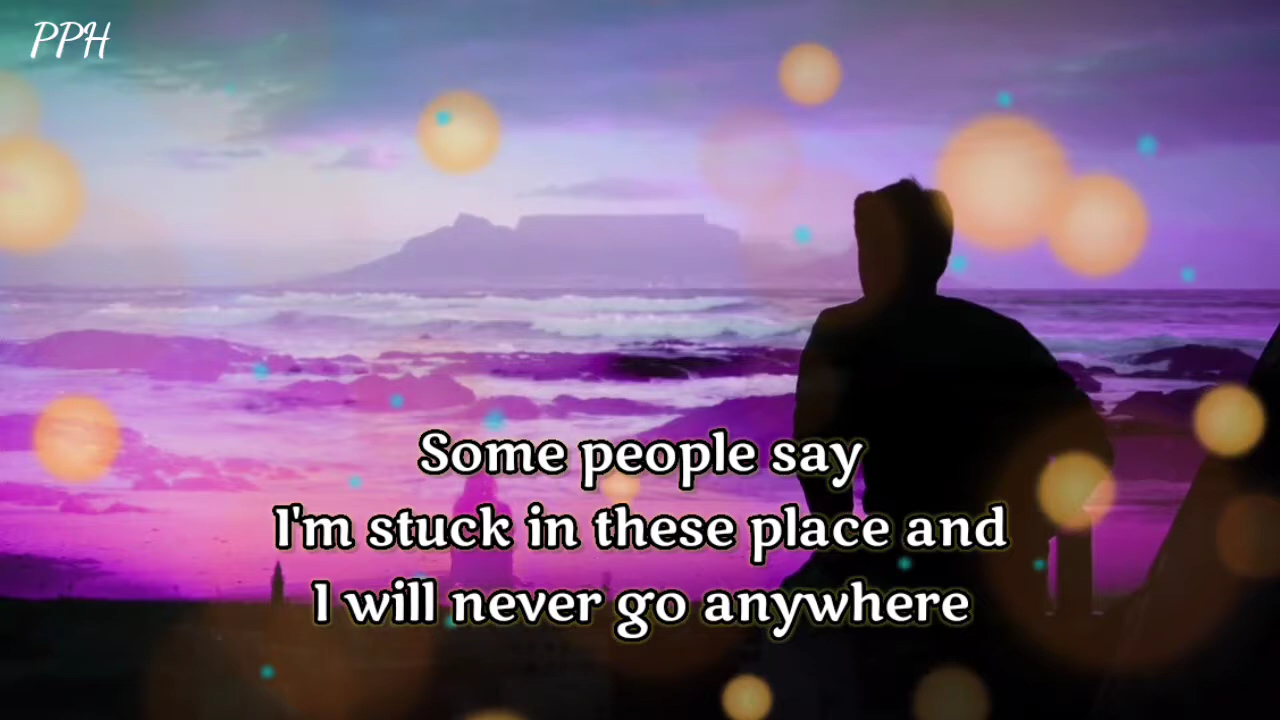 PPH
Some people say
I'm stuck in these place and
I will never go anywhere